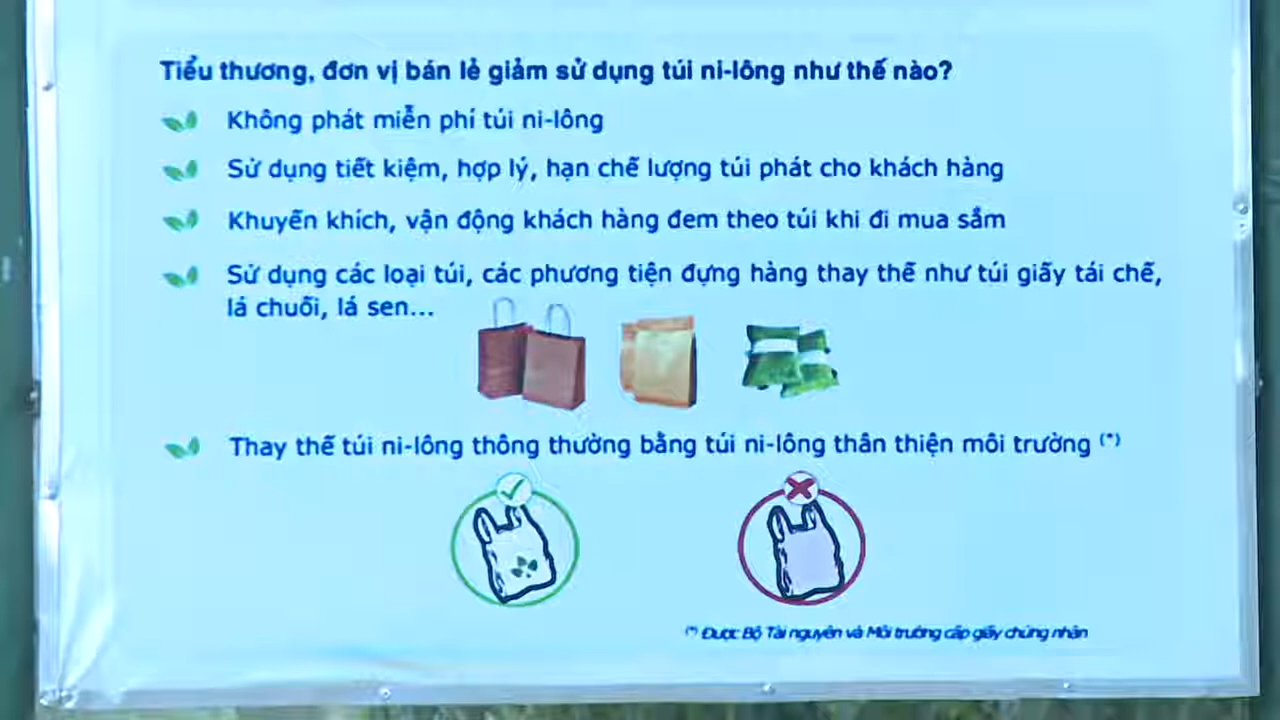 Tiểu thương, đơn vị bán lẻ giảm sử dụng túi ni-lông như thế nào?
Không phát miễn phí túi ni-lông
Sử dụng tiết kiệm, hợp lý, hạn chế lượng túi phát cho khách hàng
Khuyến khích, vận động khách hàng đem theo túi khi đi mua sắm
Sử dụng các loại túi, các phương tiện đựng hàng thay thế như túi giấy tái chế,
lá chuối, lá sen...
Thay thế túi ni-lông thông thường bằng túi ni-lông thân thiện môi trường (*)
(*) Được Bộ Tài nguyên và Môi trường cấp giấy chứng nhận